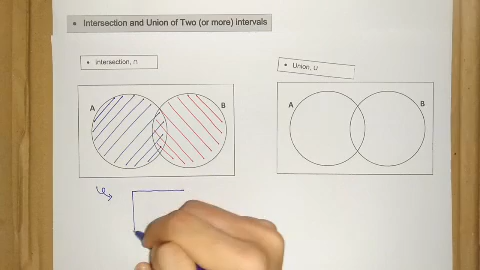 Intersection and Union of Two (or more) intervals
intersection, ∩
Union, ∪
A
B
A
B